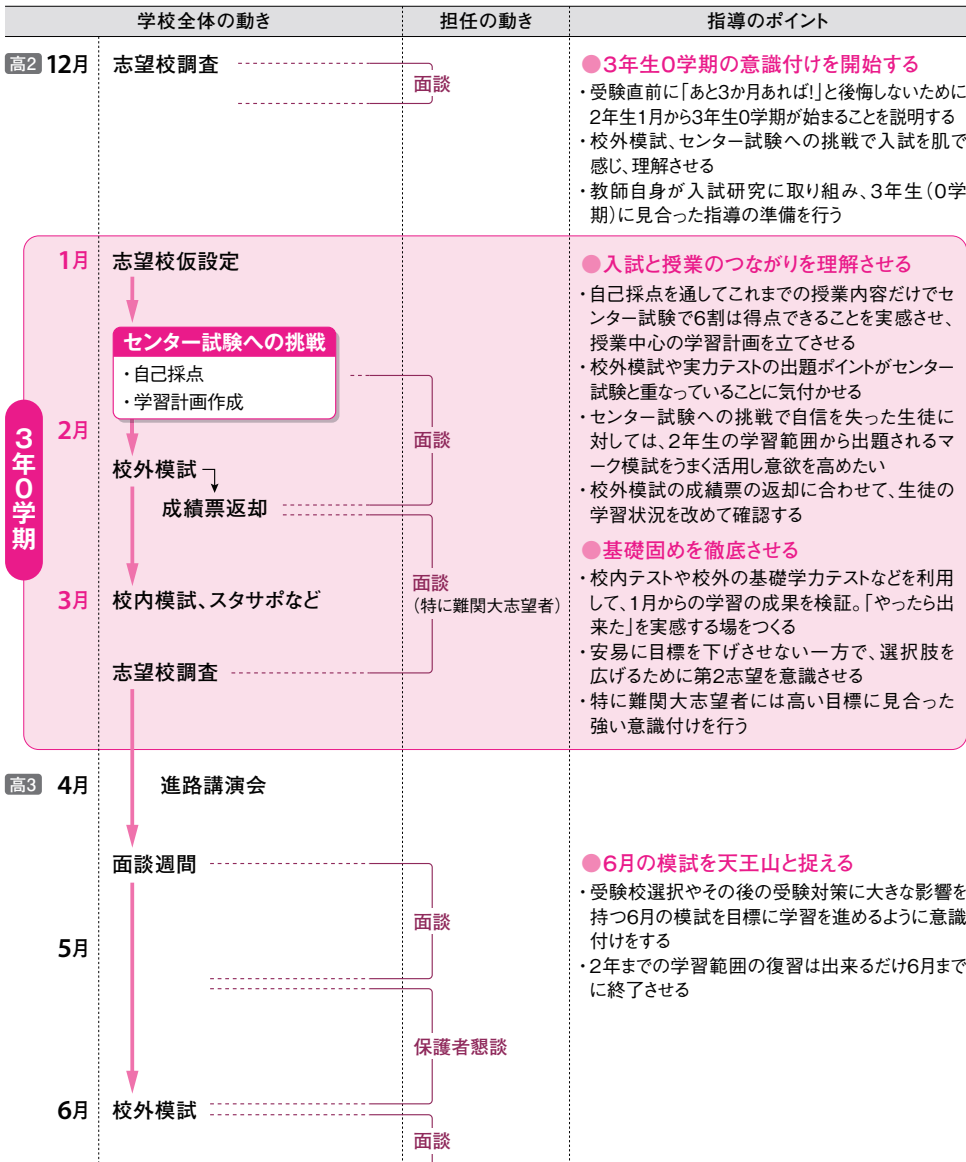 学校全体の動き 担任の動き 指導のポイント
高2 12月 志望校調査
面談
●3年生0学期の意識付けを開始する
・受験直前に「あと3か月あれば!」と後悔しないために
2年生1月から3年生0学期が始まることを説明する
・校外模試、センター試験への挑戦で入試を肌で
感じ、理解させる
・教師自身が入試研究に取り組み、3年生(0学
期)に見合った指導の準備を行う
3年0学期
1月 志望校仮設定
センター試験への挑戦
・自己採点
・学習計画作成
2月
面談
校外模試
成績票返却
面談
(特に難関大志望者)
3月 校内模試、スタサポなど
志望校調査
●入試と授業のつながりを理解させる
・自己採点を通してこれまでの授業内容だけでセ
ンター試験で6割は得点できることを実感させ、
授業中心の学習計画を立てさせる
・校外模試や実力テストの出題ポイントがセンター
試験と重なっていることに気付かせる
・センター試験への挑戦で自信を失った生徒に
対しては、2年生の学習範囲から出題されるマ
ーク模試をうまく活用し意欲を高めたい
・校外模試の成績票の返却に合わせて、生徒の
学習状況を改めて確認する
●基礎固めを徹底させる
・校内テストや校外の基礎学力テストなどを利用
して、1月からの学習の成果を検証。「やったら出
来た」を実感する場をつくる
・安易に目標を下げさせない一方で、選択肢を
広げるために第2志望を意識させる
・特に難関大志望者には高い目標に見合った
強い意識付けを行う
高3 4月 進路講演会
面談週間
面談
5月
保護者懇談
6月 校外模試
面談
●6月の模試を天王山と捉える
・受験校選択やその後の受験対策に大きな影響を
持つ6月の模試を目標に学習を進めるように意識
付けをする
・2年までの学習範囲の復習は出来るだけ6月まで
に終了させる